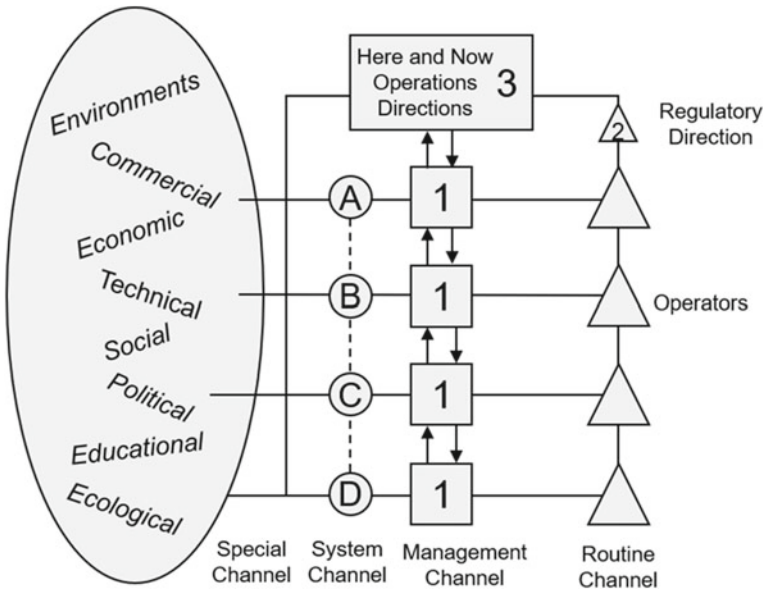 Environments
Commercial
Economic
Technical
Social
Political
Educational
Ecological
Here and Now
Operations
Directions
3
2
Regulatory
Direction
A
1
B
1
Operators
C
1
D
1
Special
Channel
System
Channel
Management
Channel
Routine
Channel